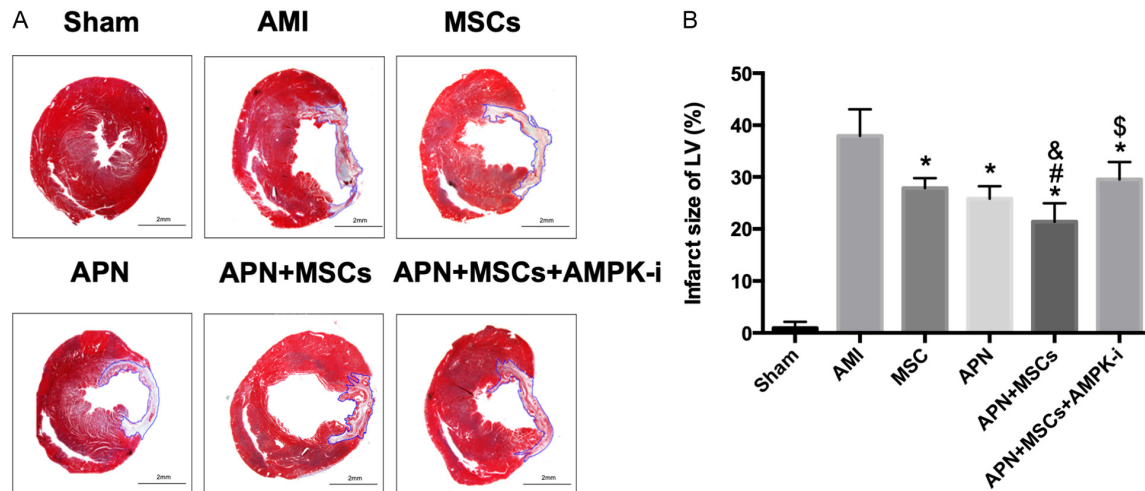 A
Sham
AMI
MSCs
2mm
2mm
2mm
APN
APN+MSCs
APN+MSCs+AMPK-i
2mm
2mm
2mm
B
Infarct size of LV (%)
50
40
30
20
10
0
*
*
&
#
*
$
*
Sham
AMI
MSC
APN
APN+MSCs
APN+MSCs+AMPK-i